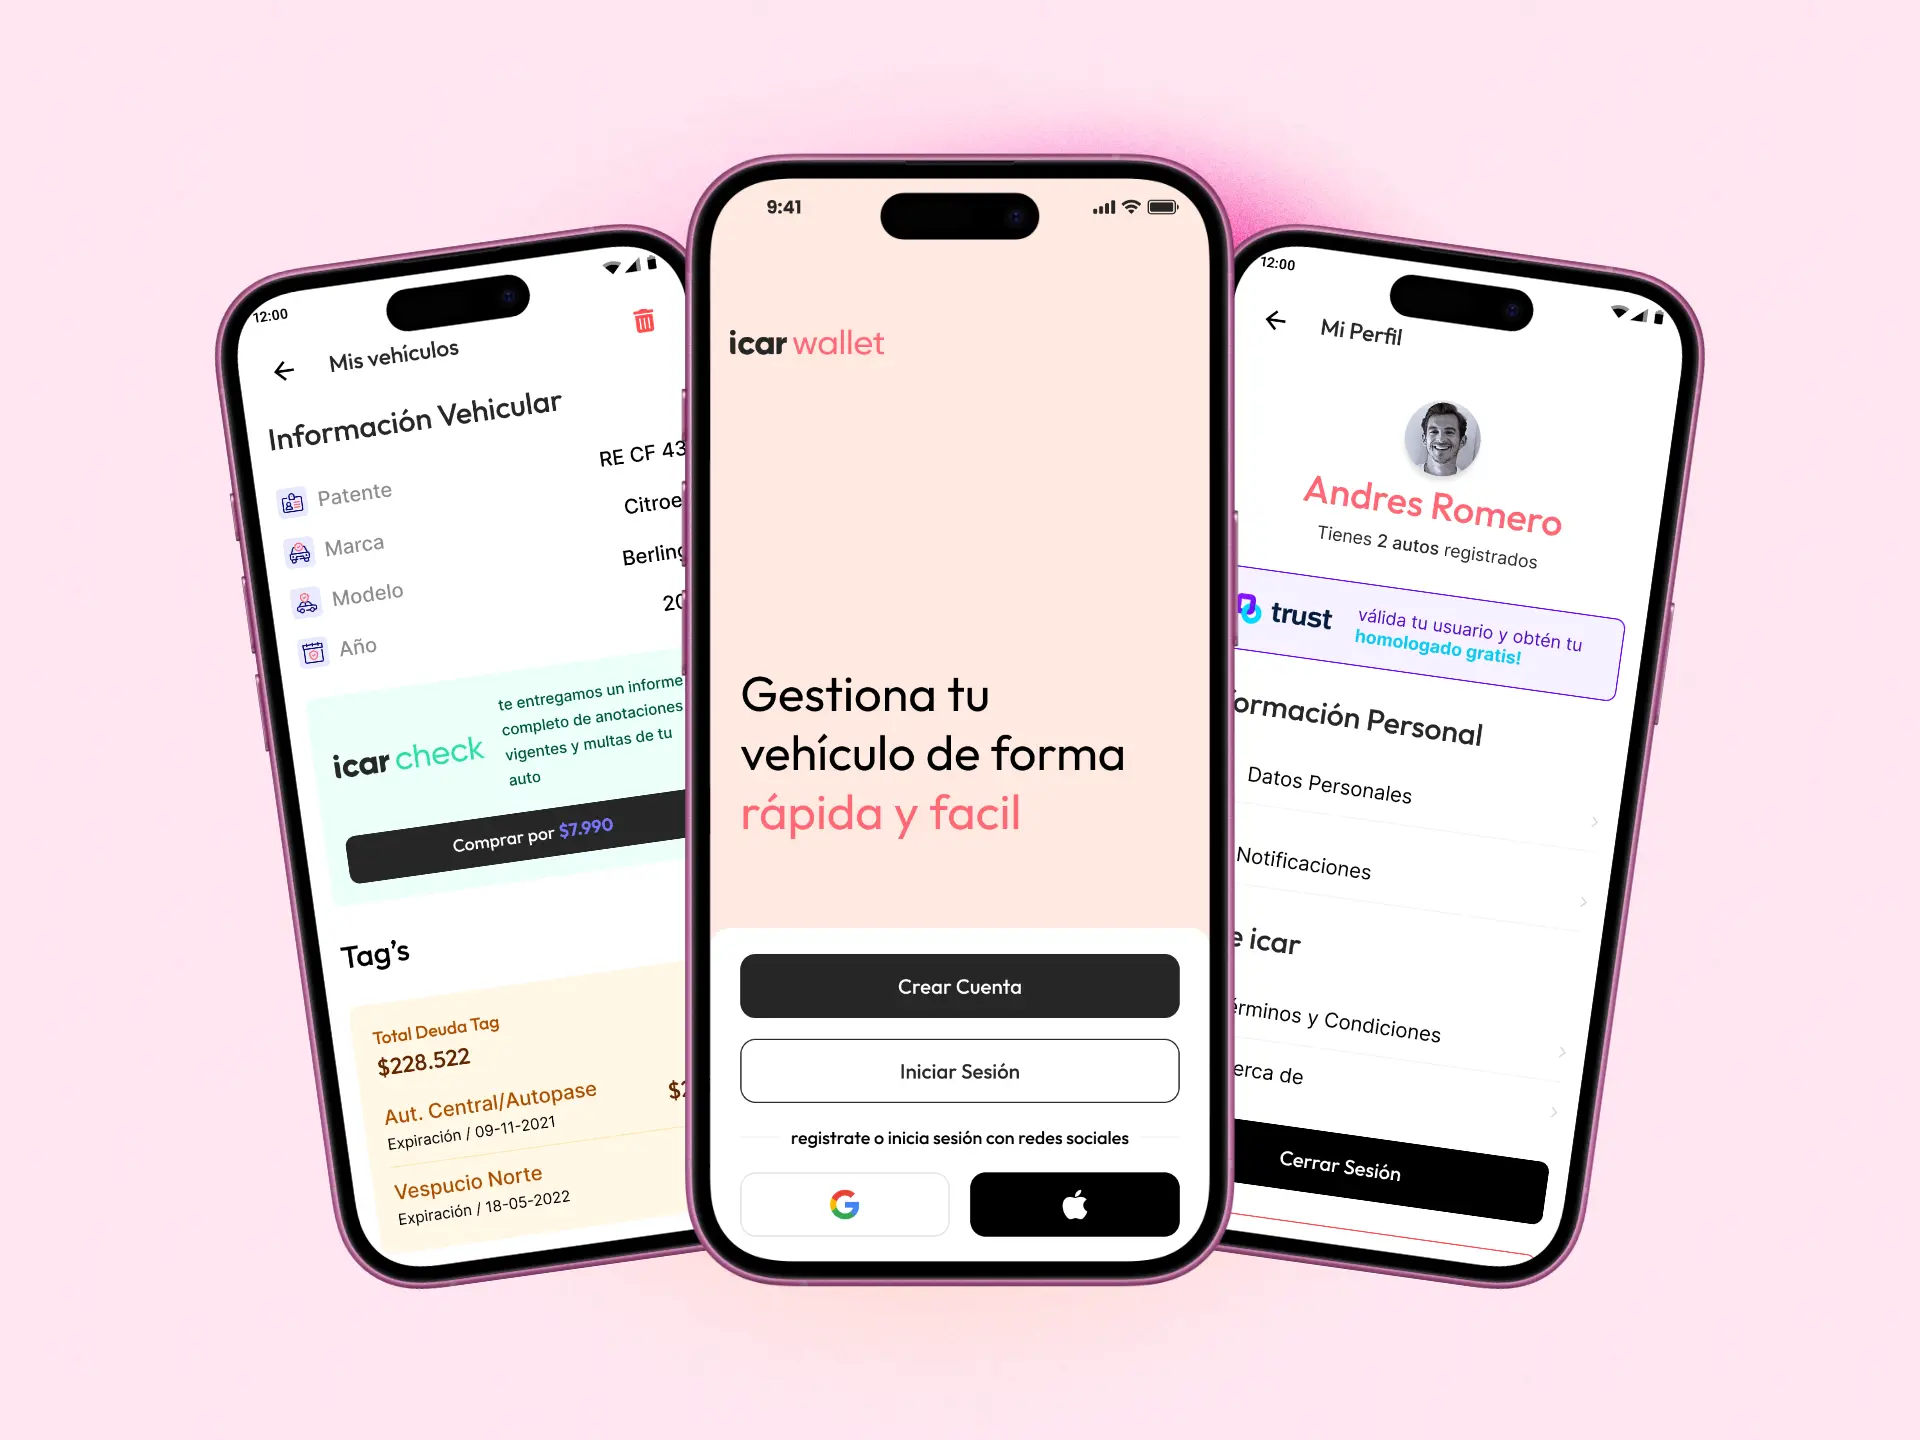 12:00
Mis vehículos
Información Vehicular
Patente
RE CF 43
Marca
Citroe
Modelo
Berling
Año
20
icar check
te entregamos un informe
completo de anotaciones
vigentes y multas de tu
auto
Comprar por $7.990
Tag's
Total Deuda Tag
$228.522
Aut. Central/Autopase
$2
Expiración / 09-11-2021
Vespucio Norte
Expiración / 18-05-2022
9:41
icar wallet
Gestiona tu
vehículo de forma
rápida y facil
Crear Cuenta
Iniciar Sesión
registrate o inicia sesión con redes sociales
12:00
Mi Perfil
Andres Romero
Tienes 2 autos registrados
trust
válida tu usuario y obtén tu
homologado gratis!
ormación Personal
Datos Personales
Notificaciones
e icar
érminos y Condiciones
erca de
Cerrar Sesión